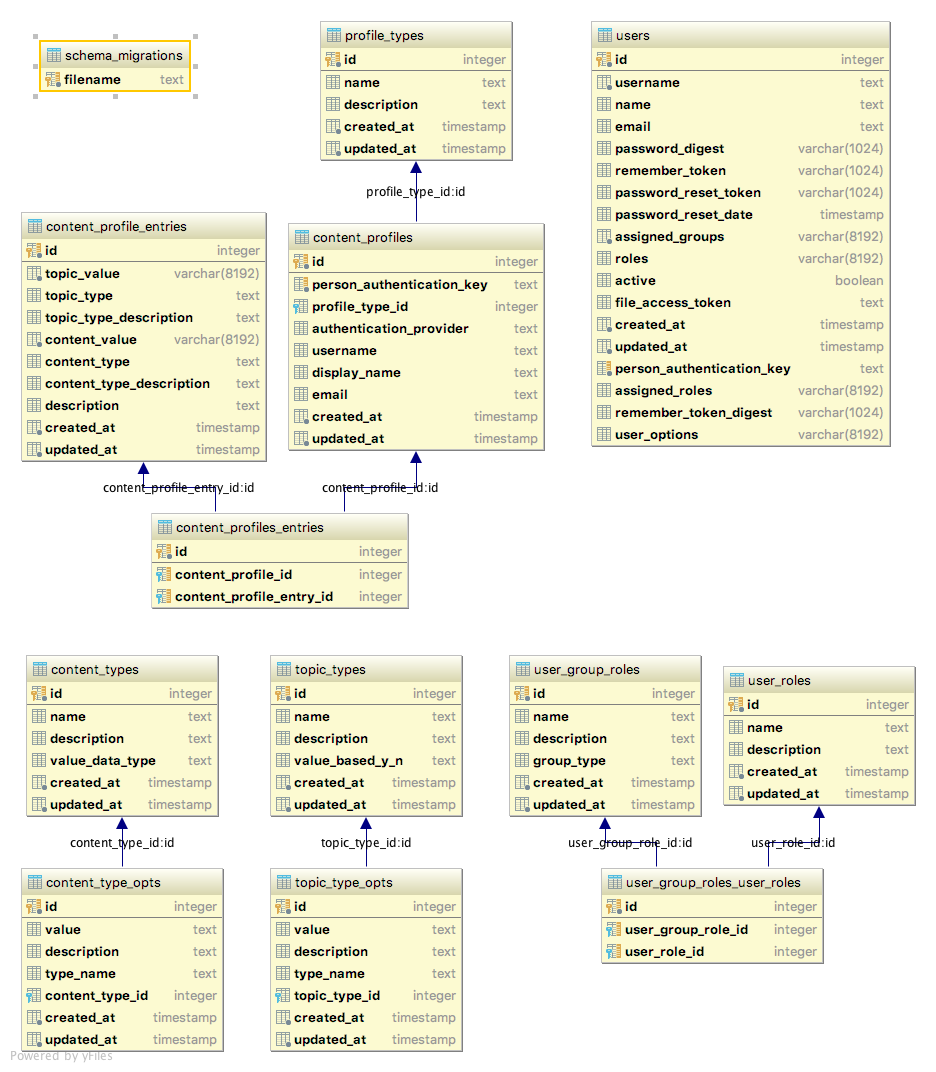 schema_migrations
filename text
profile_types
id integer
name text
description text
created_at timestamp
updated_at timestamp
users
id integer
username text
name text
email text
password_digest varchar(1024)
remember_token varchar(1024)
password_reset_token varchar(1024)
password_reset_date timestamp
assigned_groups varchar(8192)
roles varchar(8192)
active boolean
file_access_token text
created_at timestamp
updated_at timestamp
person_authentication_key text
assigned_roles varchar(8192)
remember_token_digest varchar(1024)
user_options varchar(8192)
profile_type_id:id
content_profile_entries
id integer
topic_value varchar(8192)
topic_type text
topic_type_description text
content_value varchar(8192)
content_type text
content_type_description text
description text
created_at timestamp
updated_at timestamp
content_profiles
id integer
person_authentication_key text
profile_type_id integer
authentication_provider text
username text
display_name text
email text
created_at timestamp
updated_at timestamp
content_profile_entry_id:id
content_profile_id:id
content_profiles_entries
id integer
content_profile_id integer
content_profile_entry_id integer
content_types
id integer
name text
description text
value_data_type text
created_at timestamp
updated_at timestamp
topic_types
id integer
name text
description text
value_based_y_n text
created_at timestamp
updated_at timestamp
user_group_roles
id integer
name text
description text
group_type text
created_at timestamp
updated_at timestamp
user_roles
id integer
name text
description text
created_at timestamp
updated_at timestamp
content_type_id:id
topic_type_id:id
user_group_role_id:id
user_role_id:id
content_type_opts
id integer
value text
description text
type_name text
content_type_id integer
created_at timestamp
updated_at timestamp
topic_type_opts
id integer
value text
description text
type_name text
topic_type_id integer
created_at timestamp
updated_at timestamp
user_group_roles_user_roles
id integer
user_group_role_id integer
user_role_id integer
Powered by yFiles